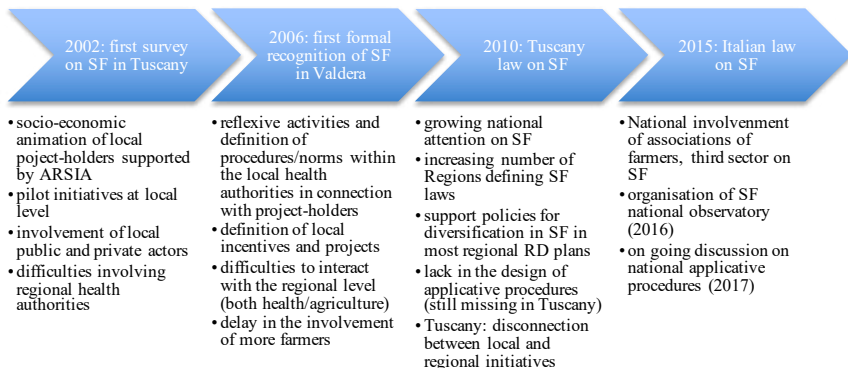 2002: first survey
on SF in Tuscany
2006: first formal
recognition of SF
in Valdera
2010: Tuscany
law on SF
2015: Italian law
on SF
• socio-economic
animation of local
poject-holders supported
by ARSIA
• pilot initiatives at local
level
• involvement of local
public and private actors
• difficulties involving
regional health
authorities
• reflexive activities and
definition of
procedures/norms within
the local health
authorities in connection
with project-holders
• definition of local
incentives and projects
• difficulties to interact
with the regional level
(both health/agriculture)
• delay in the involvement
of more farmers
• growing national
attention on SF
• increasing number of
Regions defining SF
laws
• support policies for
diversification in SF in
most regional RD plans
• lack in the design of
applicative procedures
(still missing in Tuscany)
• Tuscany: disconnection
between local and
regional initiatives
• National involvenment
of associations of
farmers, third sector on
SF
• organisation of SF
national observatory
(2016)
• on going discussion on
national applicative
procedures (2017)